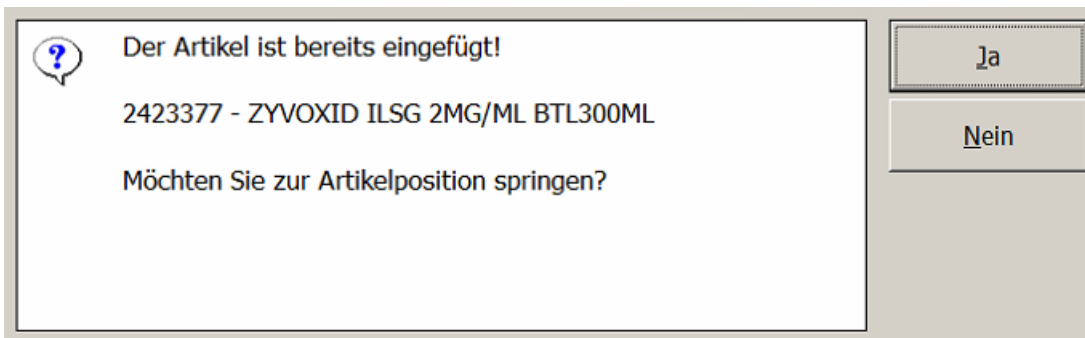 Der Artikel ist bereits eingefügt!
2423377 - ZYVOXID ILSG 2MG/ML BTL300ML
Möchten Sie zur Artikelposition springen?
Ja
Nein